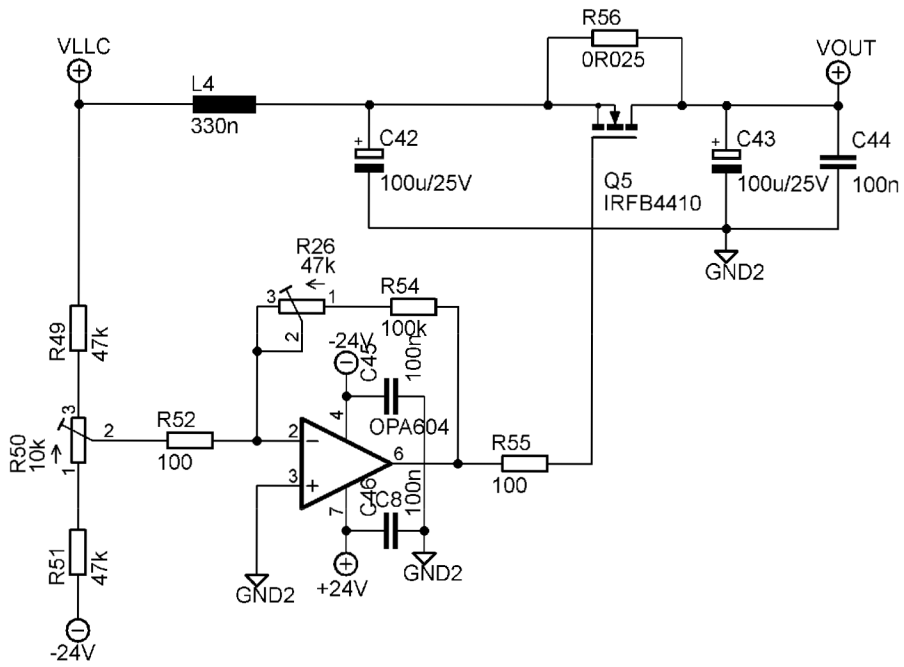 R56
VLLC
0R025
VOUT
L4
330n
+
C42
100u/25V
+
C43
100u/25V
C44
100n
Q5
IRFB4410
GND2
R26
47k
3
1
2
R54
100k
R49
47k
-24V
C45
100n
4
OPA604
3
2
1
R50
10k
R52
100
2
3
6
R55
100
7
C46
IC8
100n
GND2
+24V
GND2
R51
47k
-24V